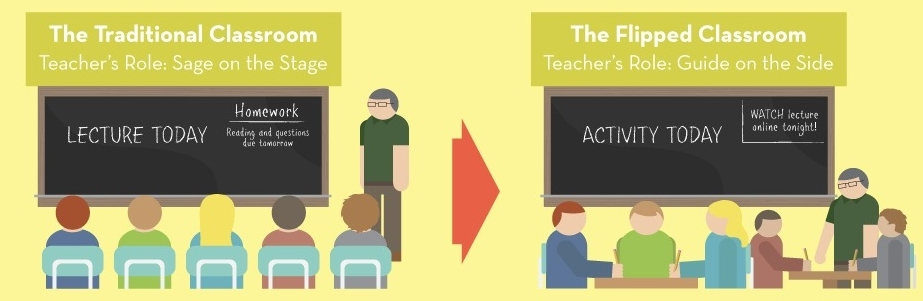 The Traditional Classroom
Teacher's Role: Sage on the Stage
LECTURE TODAY
Homework
Reading and questions
due tomorrow
The Flipped Classroom
Teacher's Role: Guide on the Side
ACTIVITY TODAY
WATCH lecture
online tonight!